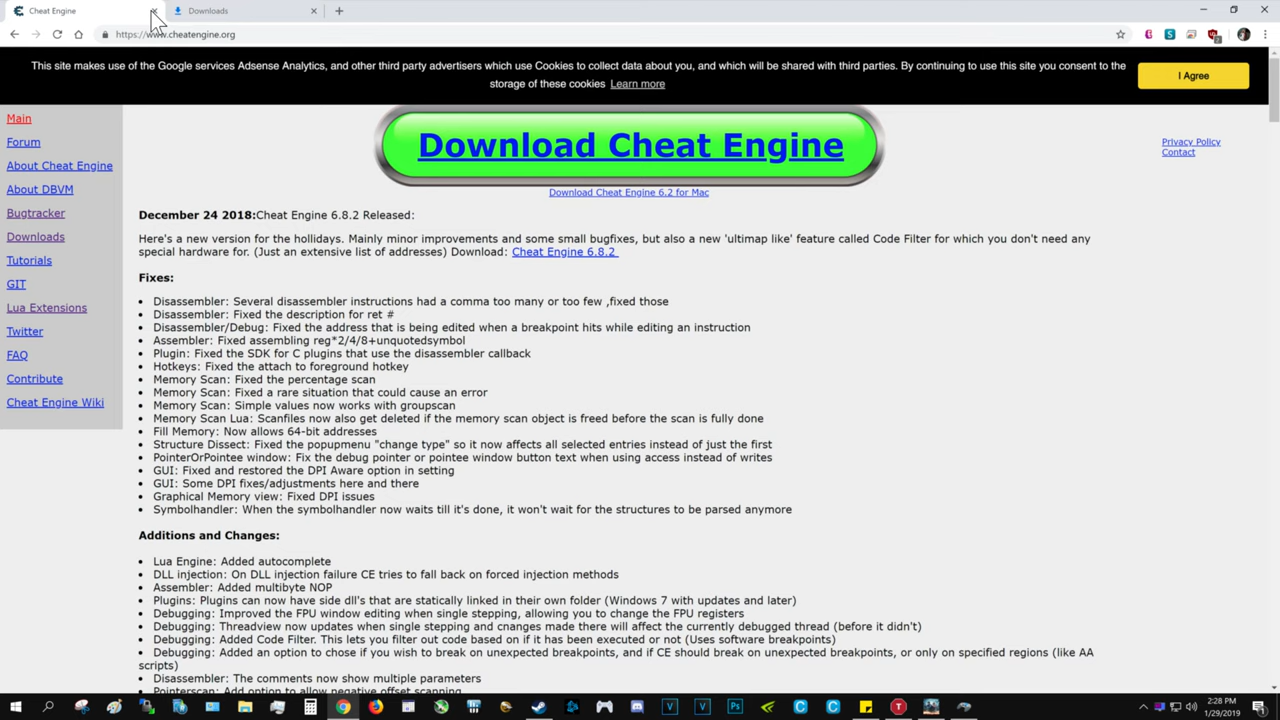 Cheat Engine
Downloads
https://www.cheatengine.org
This site makes use of the Google services Adsense Analytics, and other third party advertisers which use Cookies to collect data about you, and which will be shared with third parties. By continuing to use this site you consent to the
storage of these cookies Learn more
I Agree
Main
Forum
About Cheat Engine
About DBVM
Bugtracker
Downloads
Tutorials
GIT
Lua Extensions
Twitter
FAQ
Contribute
Cheat Engine Wiki
Download Cheat Engine
Download Cheat Engine 6.2 for Mac
Privacy Policy
Contact
December 24 2018:Cheat Engine 6.8.2 Released:
Here's a new version for the hollidays. Mainly minor improvements and some small bugfixes, but also a new 'ultimap like' feature called Code Filter for which you don't need any
special hardware for. (Just an extensive list of addresses) Download: Cheat Engine 6.8.2
Fixes:
• Disassembler: Several disassembler instructions had a comma too many or too few ,fixed those
• Disassembler: Fixed the description for ret #
• Disassembler/Debug: Fixed the address that is being edited when a breakpoint hits while editing an instruction
• Assembler: Fixed assembling reg*2/4/8+unquotedsymbol
• Plugin: Fixed the SDK for C plugins that use the disassembler callback
• Hotkeys: Fixed the attach to foreground hotkey
• Memory Scan: Fixed the percentage scan
• Memory Scan: Fixed a rare situation that could cause an error
• Memory Scan: Simple values now works with groupscan
• Memory Scan Lua: Scanfiles now also get deleted if the memory scan object is freed before the scan is fully done
• Fill Memory: Now allows 64-bit addresses
• Structure Dissect: Fixed the popupmenu "change type" so it now affects all selected entries instead of just the first
• PointerOrPointee window: Fix the debug pointer or pointee window button text when using access instead of writes
• GUI: Fixed and restored the DPI Aware option in setting
• GUI: Some DPI fixes/adjustments here and there
• Graphical Memory view: Fixed DPI issues
• Symbolhandler: When the symbolhandler now waits till it's done, it won't wait for the structures to be parsed anymore
Additions and Changes:
• Lua Engine: Added autocomplete
• DLL injection: On DLL injection failure CE tries to fall back on forced injection methods
• Assembler: Added multibyte NOP
• Plugins: Plugins can now have side dll's that are statically linked in their own folder (Windows 7 with updates and later)
• Debugging: Improved the FPU window editing when single stepping, allowing you to change the FPU registers
• Debugging: Threadview now updates when single stepping and changes made there will affect the currently debugged thread (before it didn't)
• Debugging: Added Code Filter. This lets you filter out code based on if it has been executed or not (Uses software breakpoints)
• Debugging: Added an option to chose if you wish to break on unexpected breakpoints, and if CE should break on unexpected breakpoints, or only on specified regions (like AA
scripts)
• Disassembler: The comments now show multiple parameters
• Pointerscan: Add option to allow negative offset scanning
2:28 PM
1/29/2019